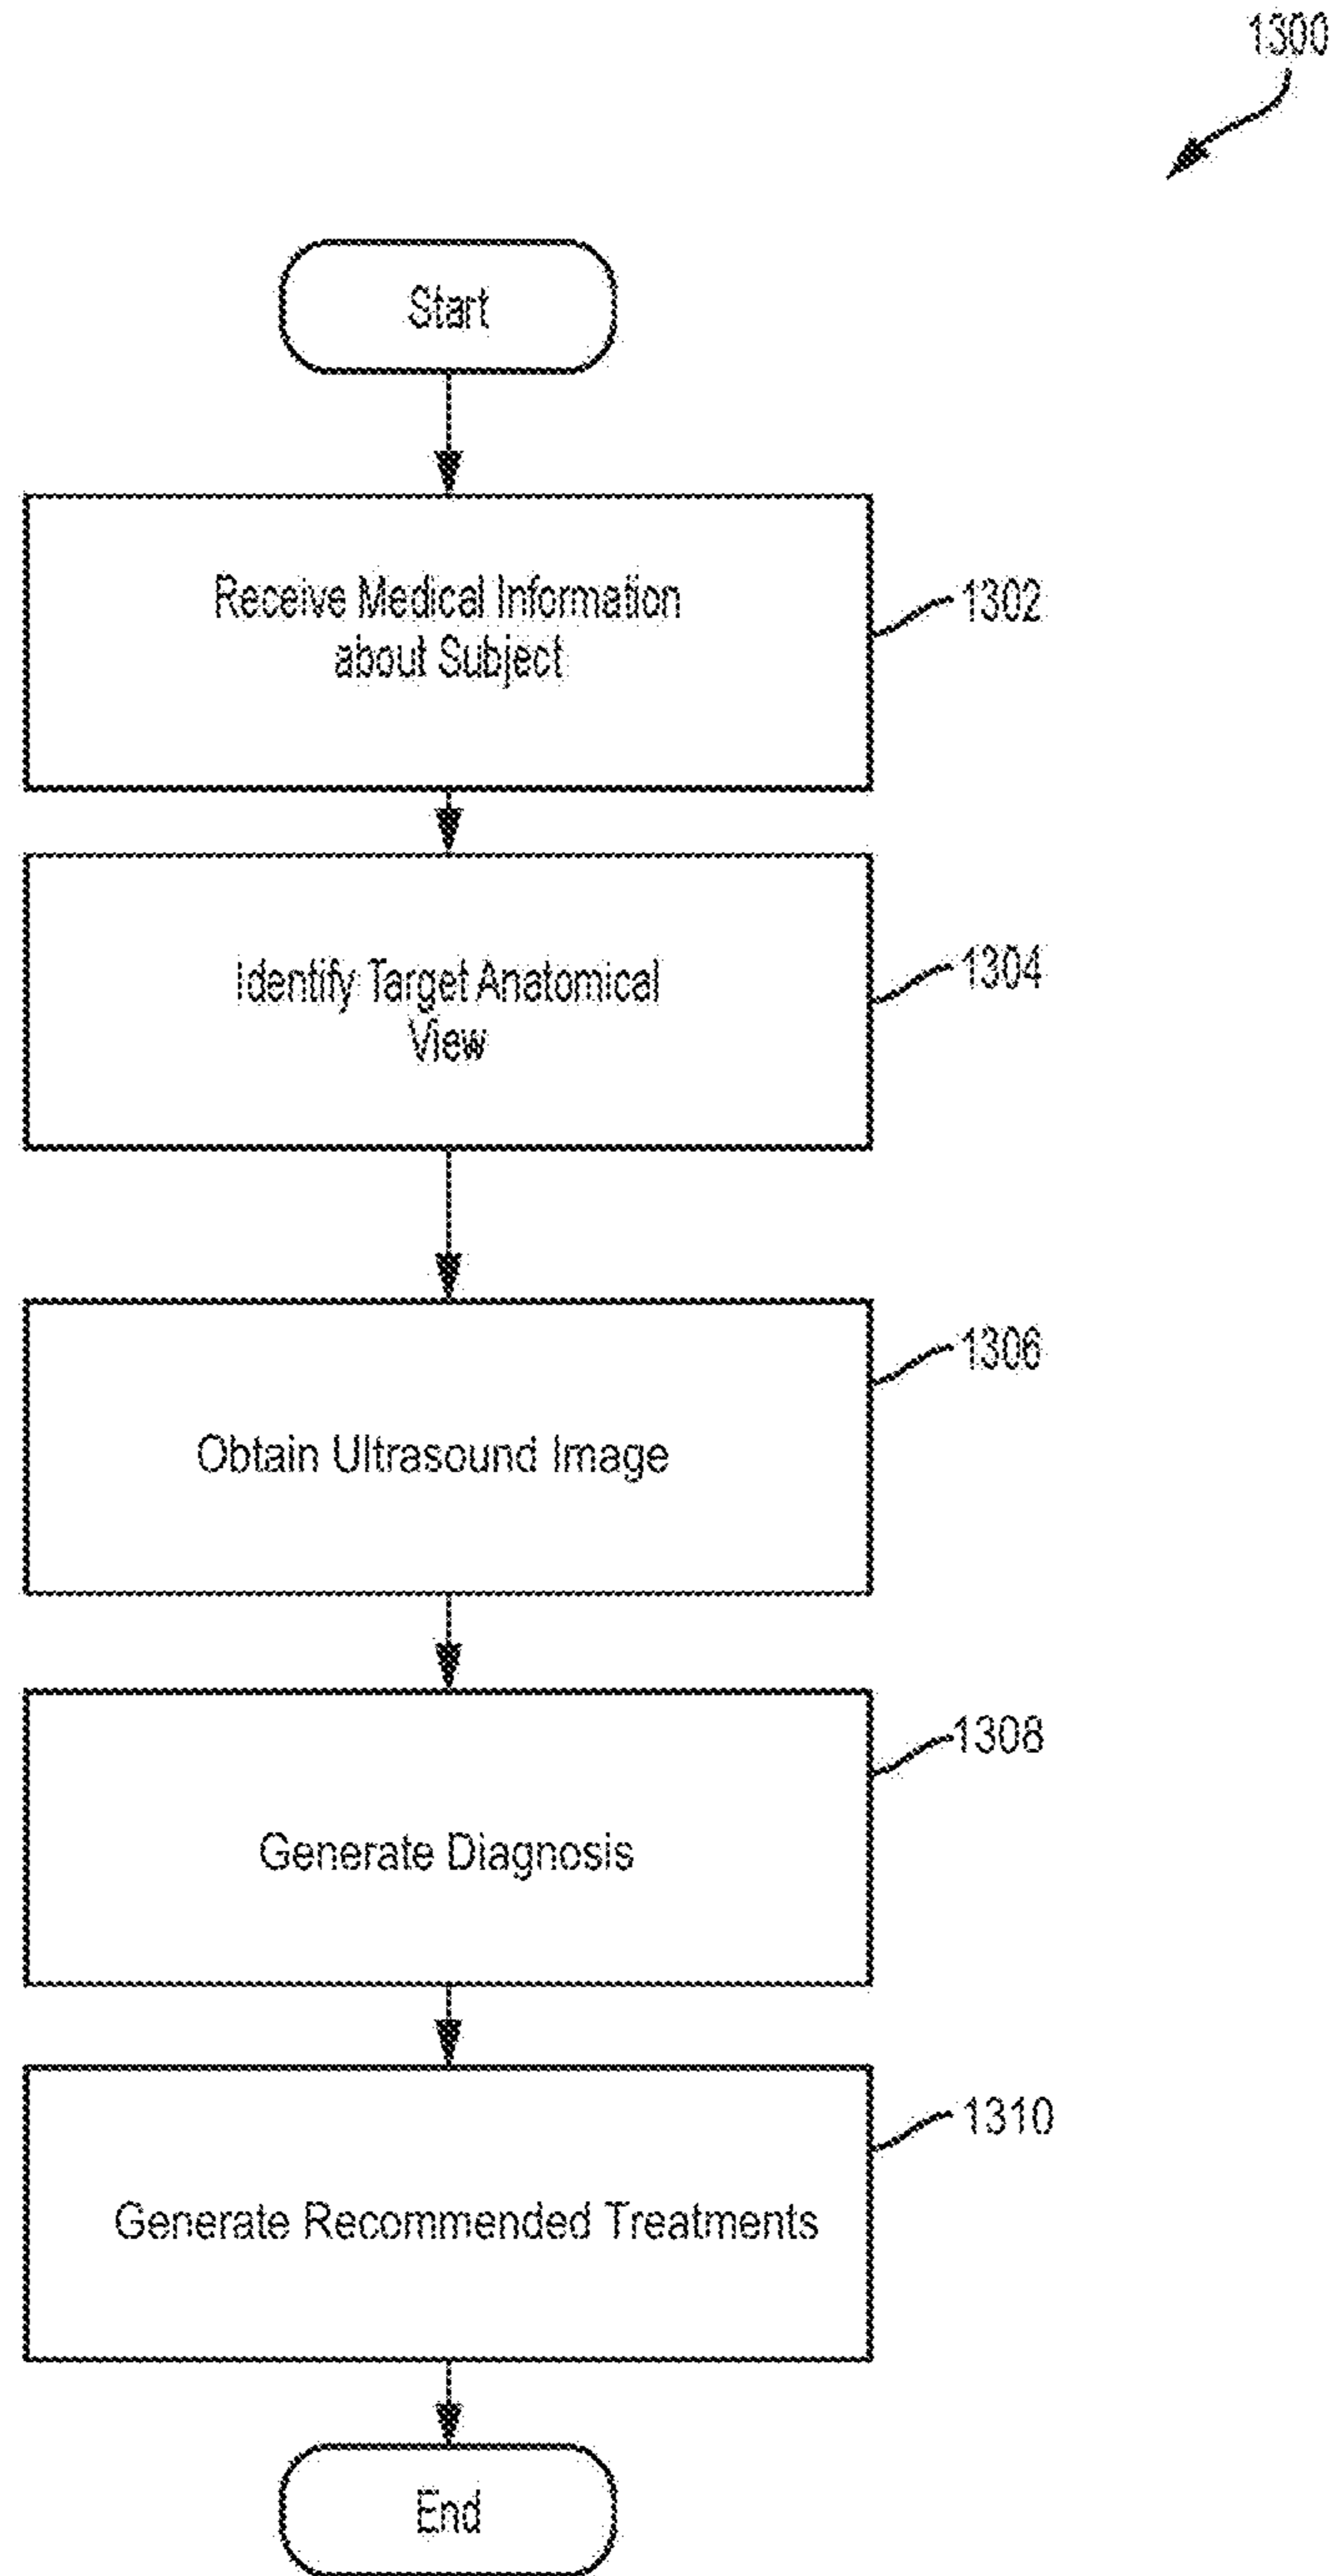 1300
Start
Receive Medical Information
about Subject
1302
Identify Target Anatomical
View
1304
1306
Obtain Ultrasound Image
1308
Generate Diagnosis
1310
Generate Recommended Treatments
End